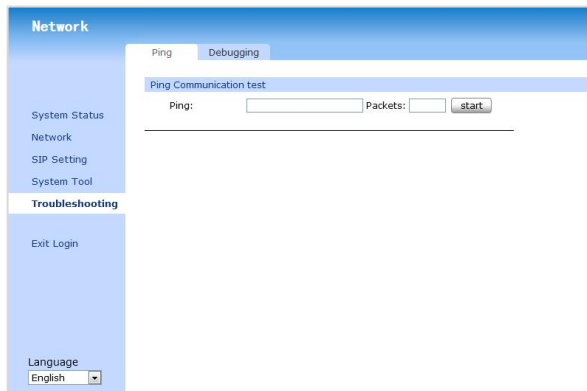 Network
Ping Debugging
Ping Communication test
Ping: Packets: start
System Status
Network
SIP Setting
System Tool
Troubleshooting
Exit Login
Language
English